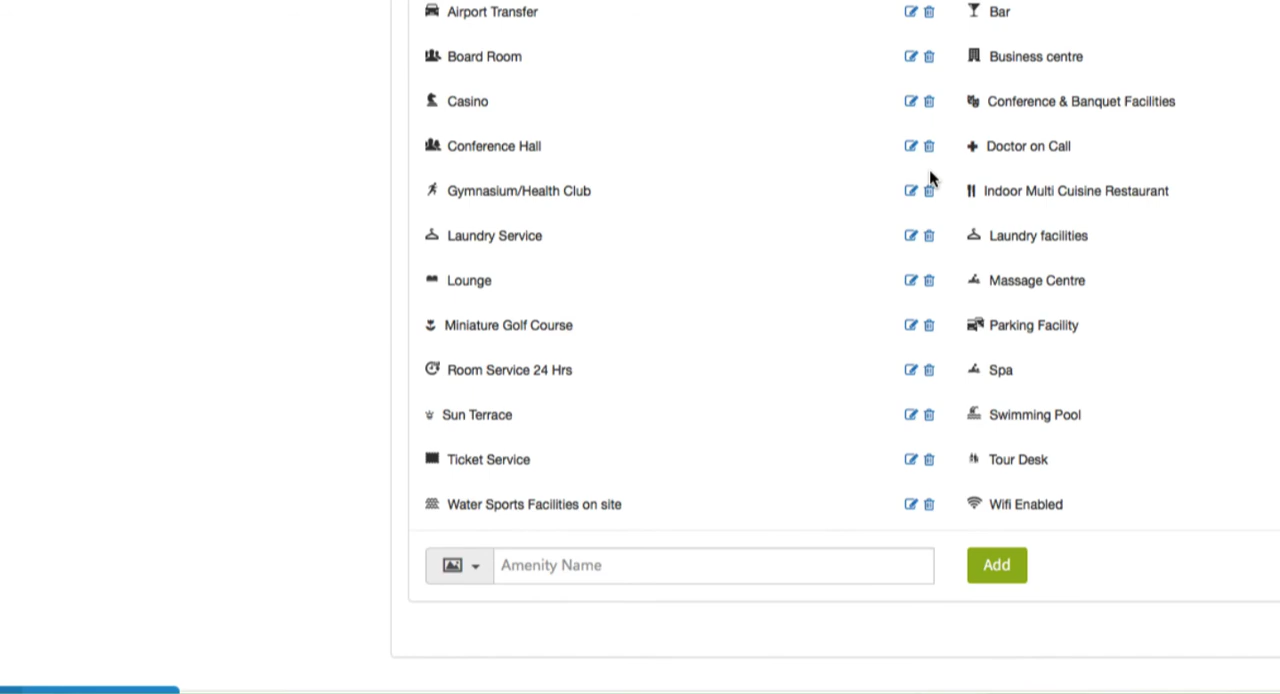 Airport Transfer Bar
Board Room Business centre
Casino Conference & Banquet Facilities
Conference Hall Doctor on Call
Gymnasium/Health Club Indoor Multi Cuisine Restaurant
Laundry Service Laundry facilities
Lounge Massage Centre
Miniature Golf Course Parking Facility
Room Service 24 Hrs Spa
Sun Terrace Swimming Pool
Ticket Service Tour Desk
Water Sports Facilities on site Wifi Enabled
Amenity Name Add